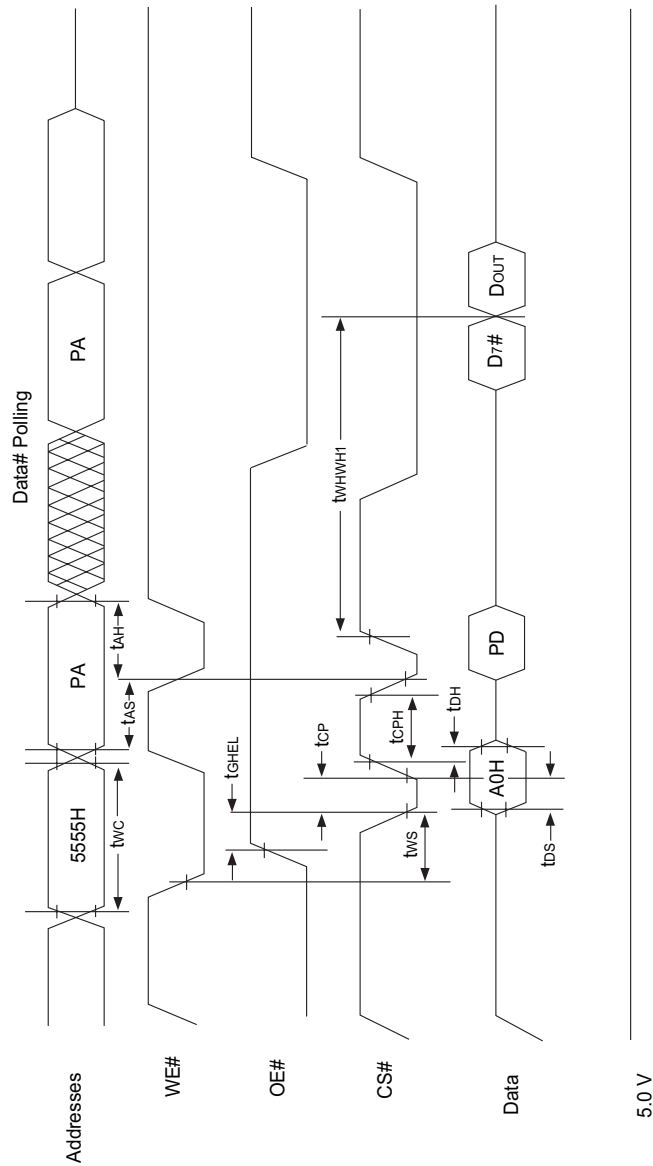 Data# Polling
Addresses
5555H
PA
PA
tWC
tAS
tAH
WE#
OE#
tGHEL
CS#
tWS
tCP
tCPH
tWHWH1
tDH
Data
A0H
PD
D7#
DOUT
tDS
5.0 V